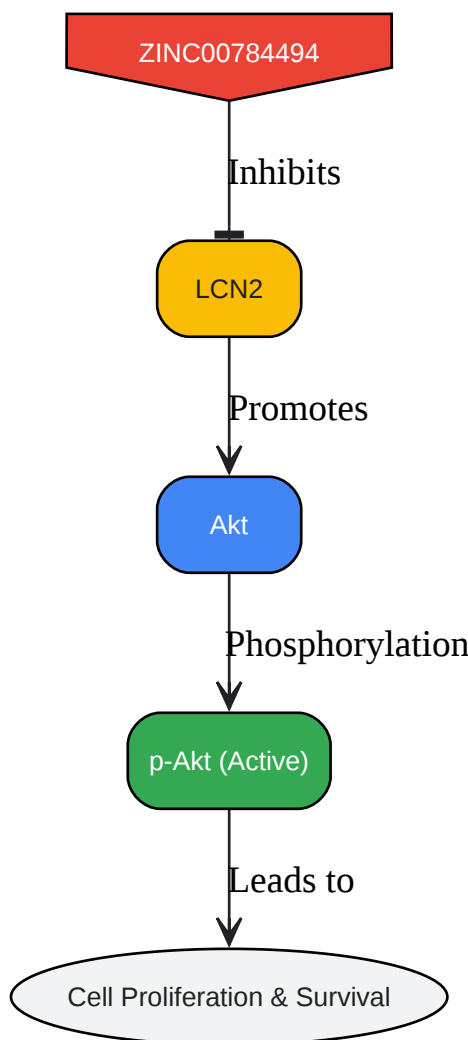 ZINC00784494
Inhibits
LCN2
Promotes
Akt
Phosphorylation
p-Akt (Active)
Leads to
Cell Proliferation & Survival